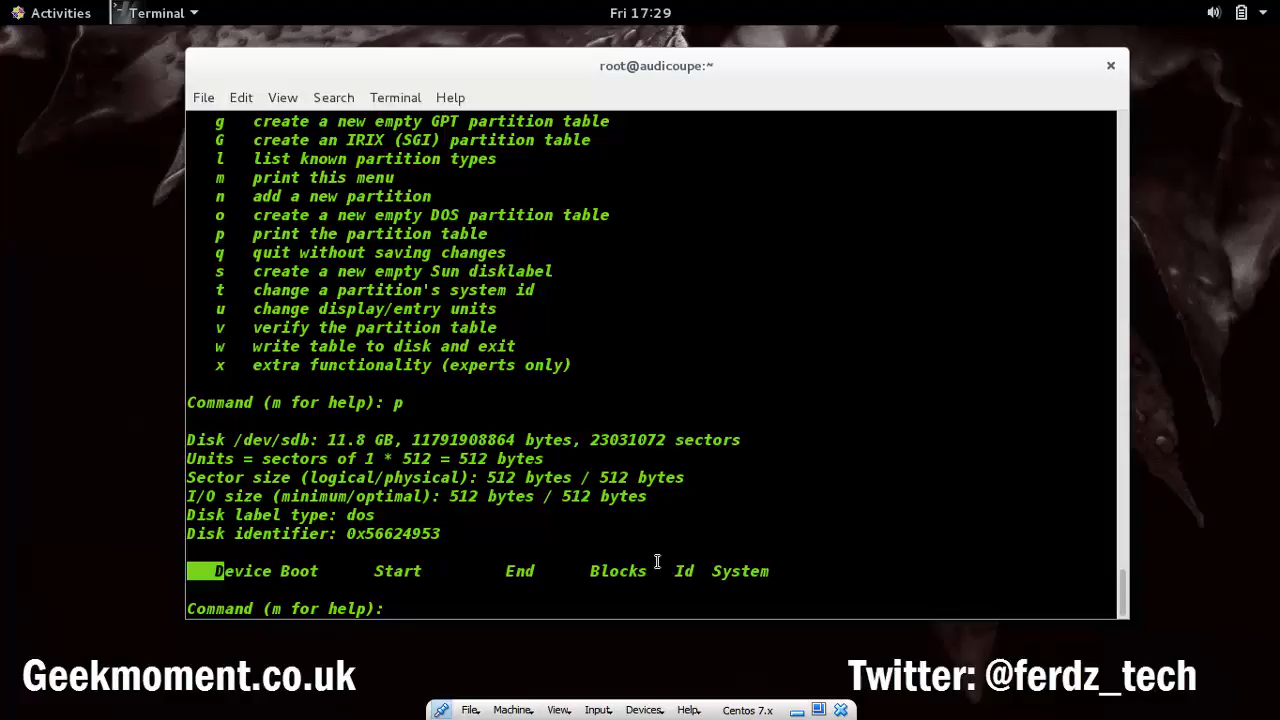 Activities Terminal Fri 17:29
root@audicoupe:~
File Edit View Search Terminal Help
g create a new empty GPT partition table
G create an IRIX (SGI) partition table
l list known partition types
m print this menu
n add a new partition
o create a new empty DOS partition table
p print the partition table
q quit without saving changes
s create a new empty Sun disklabel
t change a partition's system id
u change display/entry units
v verify the partition table
w write table to disk and exit
x extra functionality (experts only)
Command (m for help): p
Disk /dev/sdb: 11.8 GB, 11791908864 bytes, 23031072 sectors
Units = sectors of 1 * 512 = 512 bytes
Sector size (logical/physical): 512 bytes / 512 bytes
I/O size (minimum/optimal): 512 bytes / 512 bytes
Disk label type: dos
Disk identifier: 0x56624953
Device Boot Start End Blocks Id System
Command (m for help):
Geekmoment.co.uk Twitter: @ferdz_tech
File Machine View Input Devices Help Centos 7.x